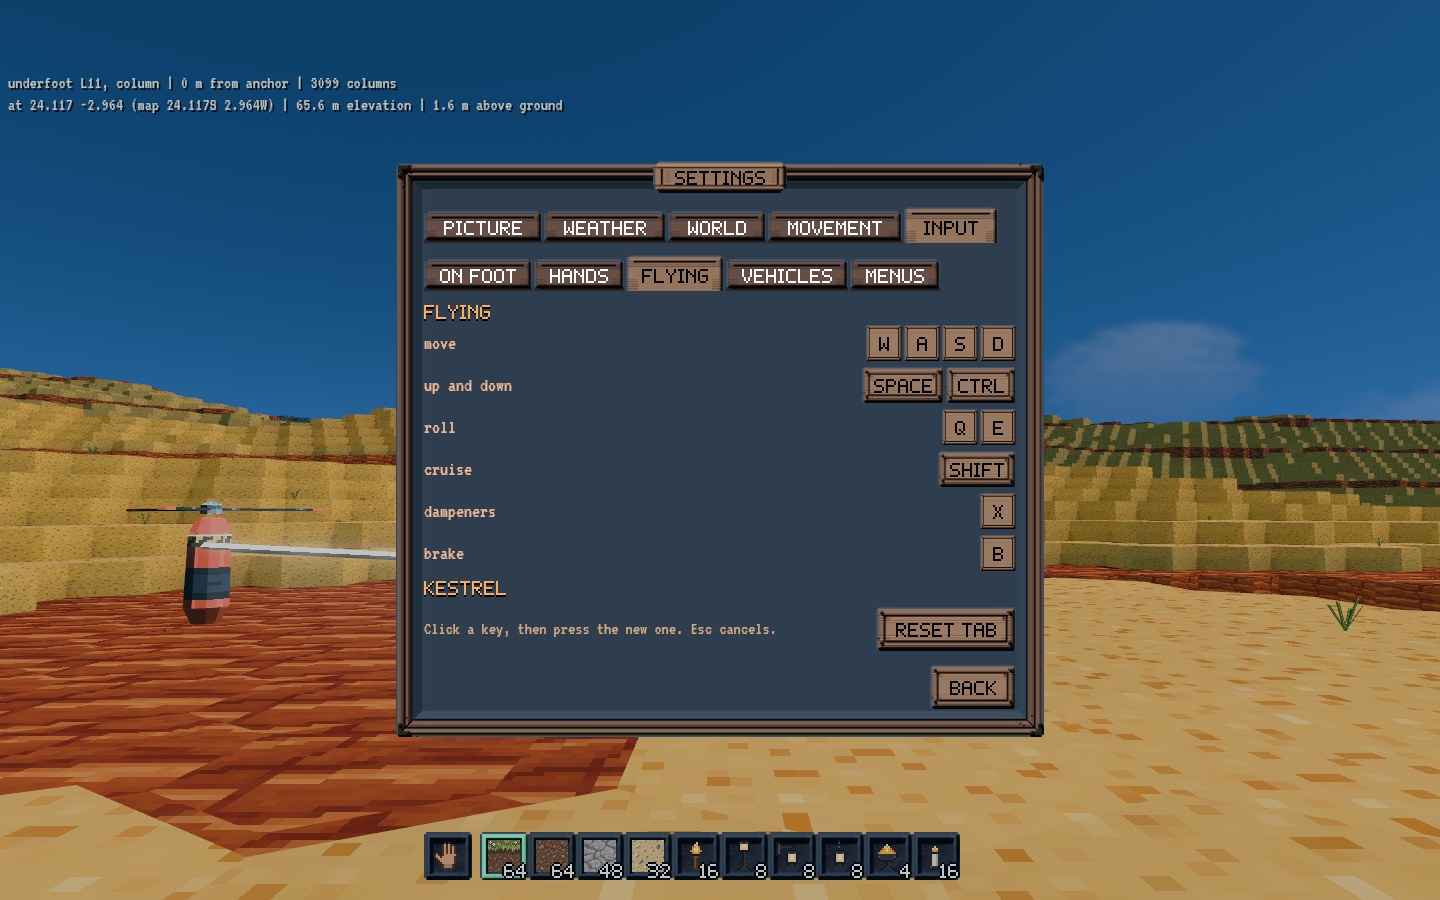 underfoot L11, column | 0 m from anchor | 3099 columns
at 24.117 -2.964 (map 24.117S 2.964W) | 65.6 m elevation | 1.6 m above ground
SETTINGS
PICTURE WEATHER WORLD MOVEMENT INPUT
ON FOOT HANDS FLYING VEHICLES MENUS
FLYING
move W A S D
up and down SPACE CTRL
roll Q E
cruise SHIFT
dampeners X
brake B
KESTREL
Click a key, then press the new one. Esc cancels. RESET TAB
BACK
64 64 48 32 16 8 8 8 4 16